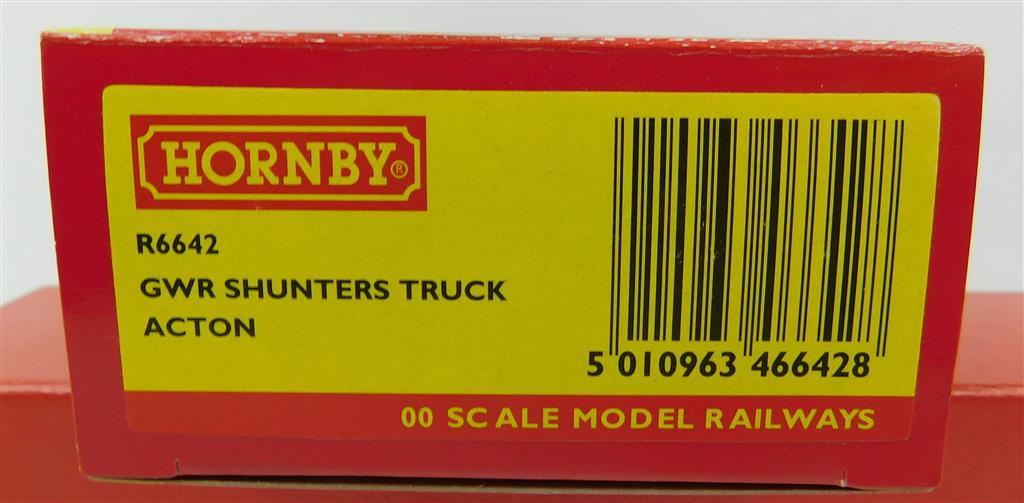 HORNBY®
R6642
GWR SHUNTERS TRUCK
ACTON
5 010963 466428
00 SCALE MODEL RAILWAYS